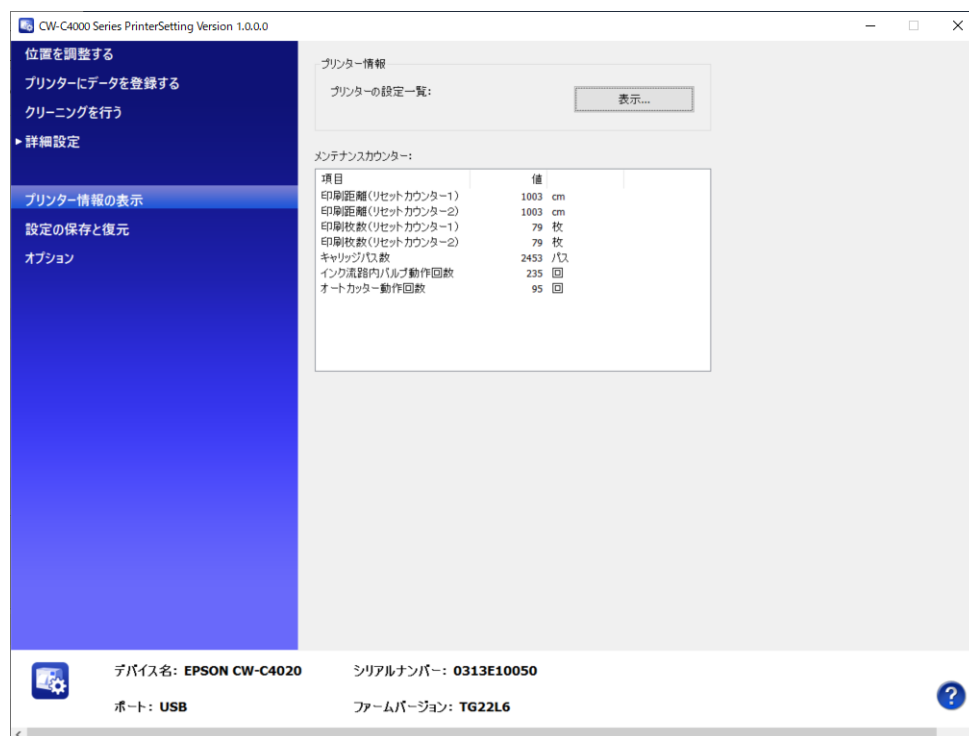 CW-C4000 Series PrinterSetting Version 1.0.0.0
位置を調整する
プリンターにデータを登録する
クリーニングを行う
詳細設定
プリンター情報の表示
設定の保存と復元
オプション
プリンター情報
プリンターの設定一覧:
表示...
メンテナンスカウンター:
項目 値
印刷距離(リセットカウンター1) 1003 cm
印刷距離(リセットカウンター2) 1003 cm
印刷枚数(リセットカウンター1) 79 枚
印刷枚数(リセットカウンター2) 79 枚
キャリッジパス数 2453 パス
インク流路内バルブ動作回数 235 回
オートカッター動作回数 95 回
デバイス名: EPSON CW-C4020 シリアルナンバー: 0313E10050
ポート: USB ファームバージョン: TG22L6
?